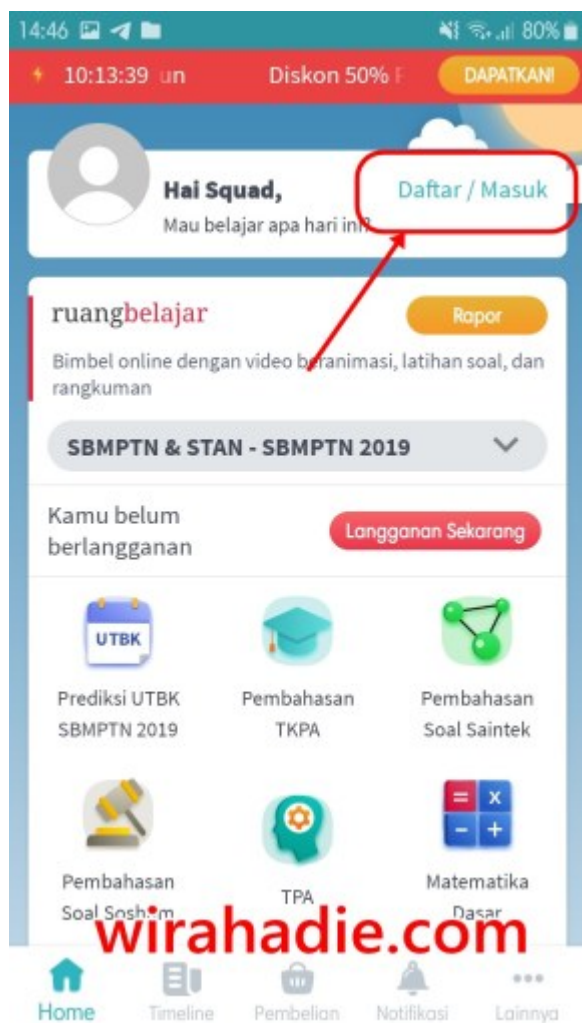 14:46
80%
10:13:39 un Diskon 50% DAPATKAN!
Hai Squad,
Daftar / Masuk
Mau belajar apa hari ini?
ruangbelajar
Rapor
Bimbel online dengan video beranimasi, latihan soal, dan
rangkuman
SBMPTN & STAN - SBMPTN 2019
Kamu belum
berlangganan
Langganan Sekarang
UTBK
Prediksi UTBK
SBMPTN 2019
Pembahasan
TKPA
Pembahasan
Soal Saintek
Pembahasan
Soal Soshum
TPA
Matematika
Dasar
wirahadie.com
Home
Timeline
Pembelian
Notifikasi
Lainnya